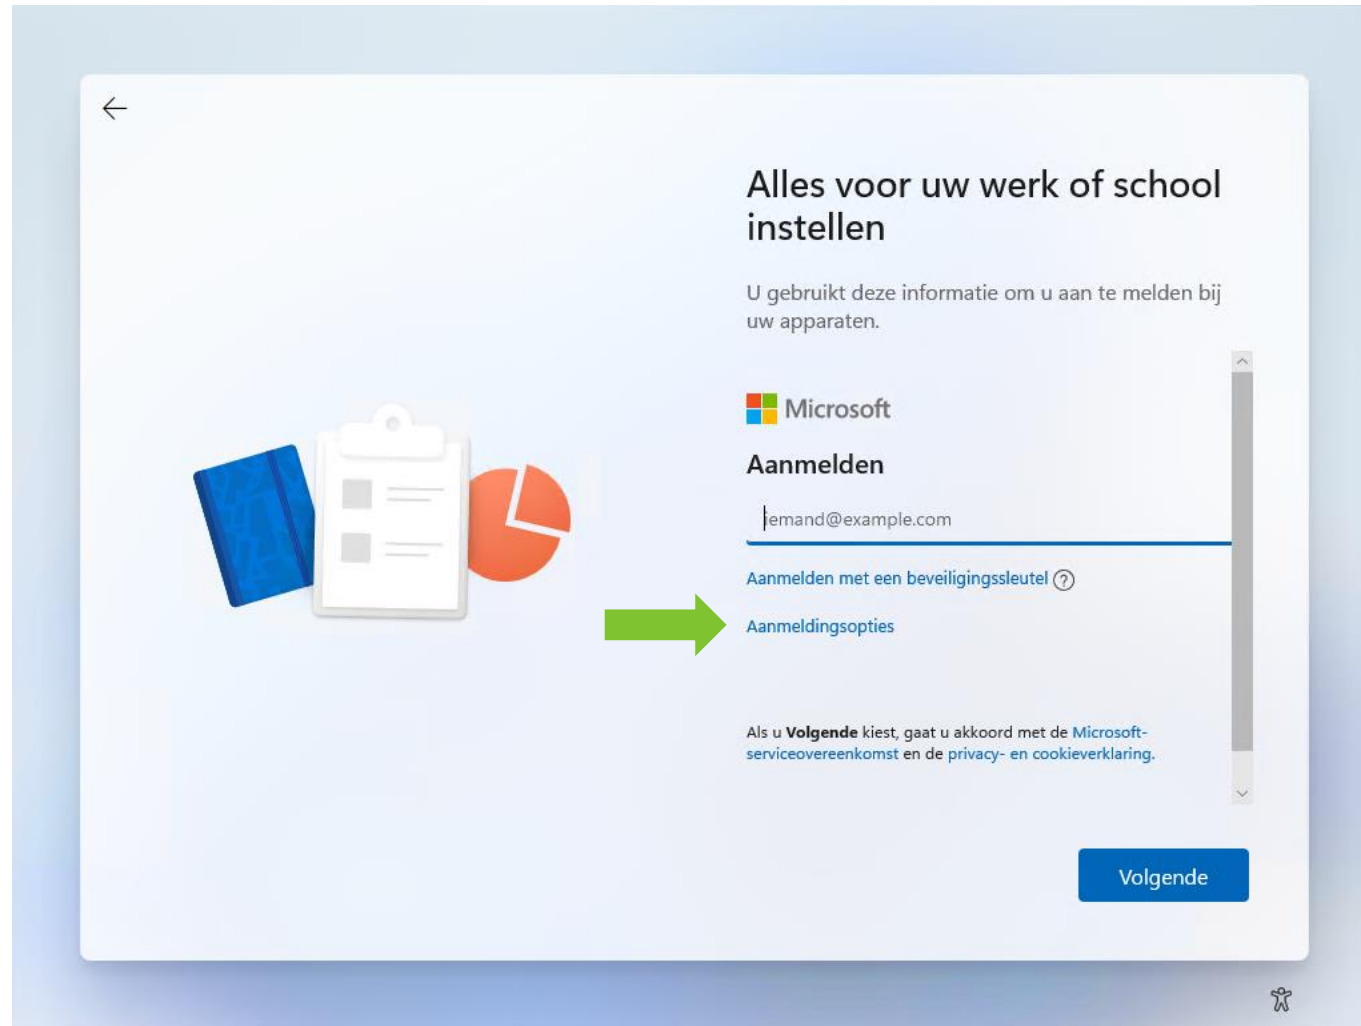 Alles voor uw werk of school
instellen
U gebruikt deze informatie om u aan te melden bij
uw apparaten.
Microsoft
Aanmelden
iemand@example.com
Aanmelden met een beveiligingssleutel
Aanmeldingsopties
Als u Volgende kiest, gaat u akkoord met de Microsoft-
serviceovereenkomst en de privacy- en cookieverklaring.
Volgende